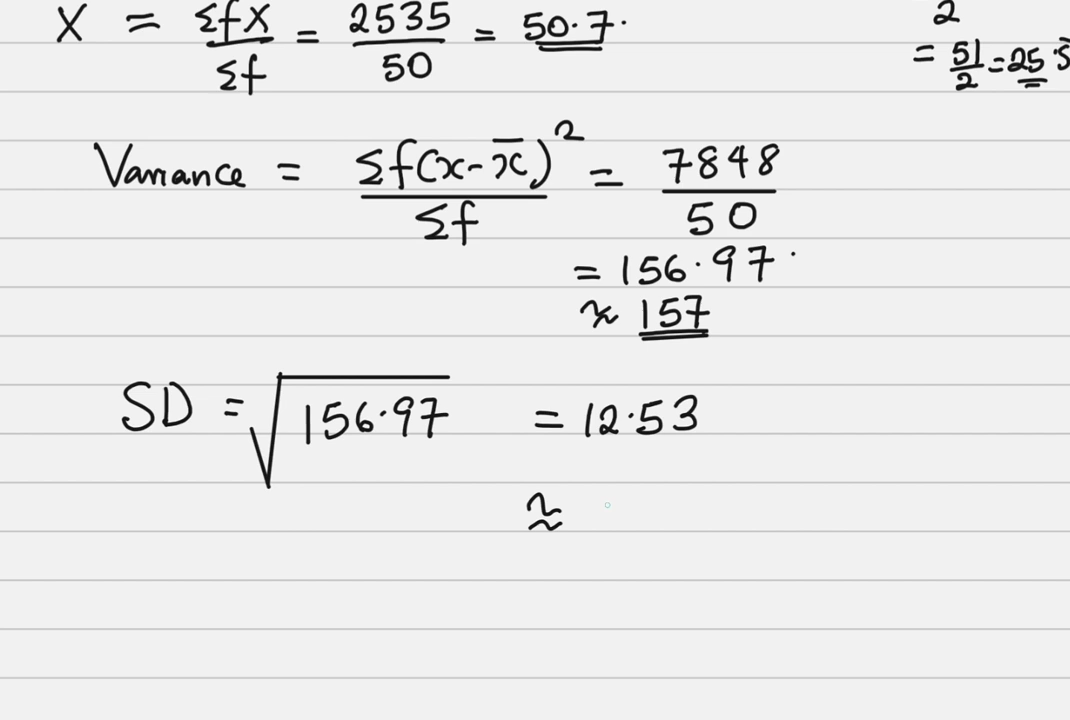 X = Σfx / Σf = 2535 / 50 = 50.7.
2
= 51/2 = 25.5
Variance = Σf(x-x̄)² / Σf = 7848 / 50
= 156.97.
≈ 157
SD = √156.97 = 12.53
≈